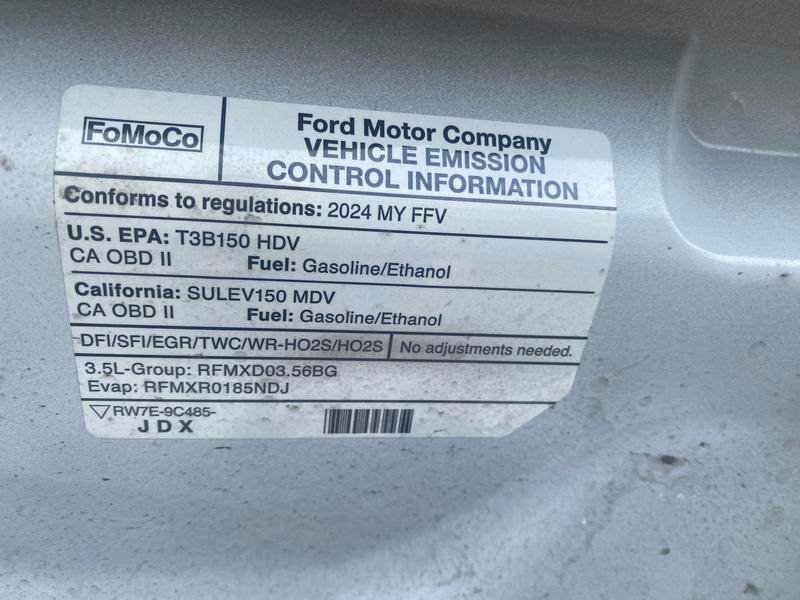 FoMoCo
Ford Motor Company
VEHICLE EMISSION
CONTROL INFORMATION
Conforms to regulations: 2024 MY FFV
U.S. EPA: T3B150 HDV
CA OBD II Fuel: Gasoline/Ethanol
California: SULEV150 MDV
CA OBD II Fuel: Gasoline/Ethanol
DFI/SFI/EGR/TWC/WR-HO2S/HO2S No adjustments needed.
3.5L-Group: RFMXD03.56BG
Evap: RFMXR0185NDJ
RW7E-9C485-
JDX